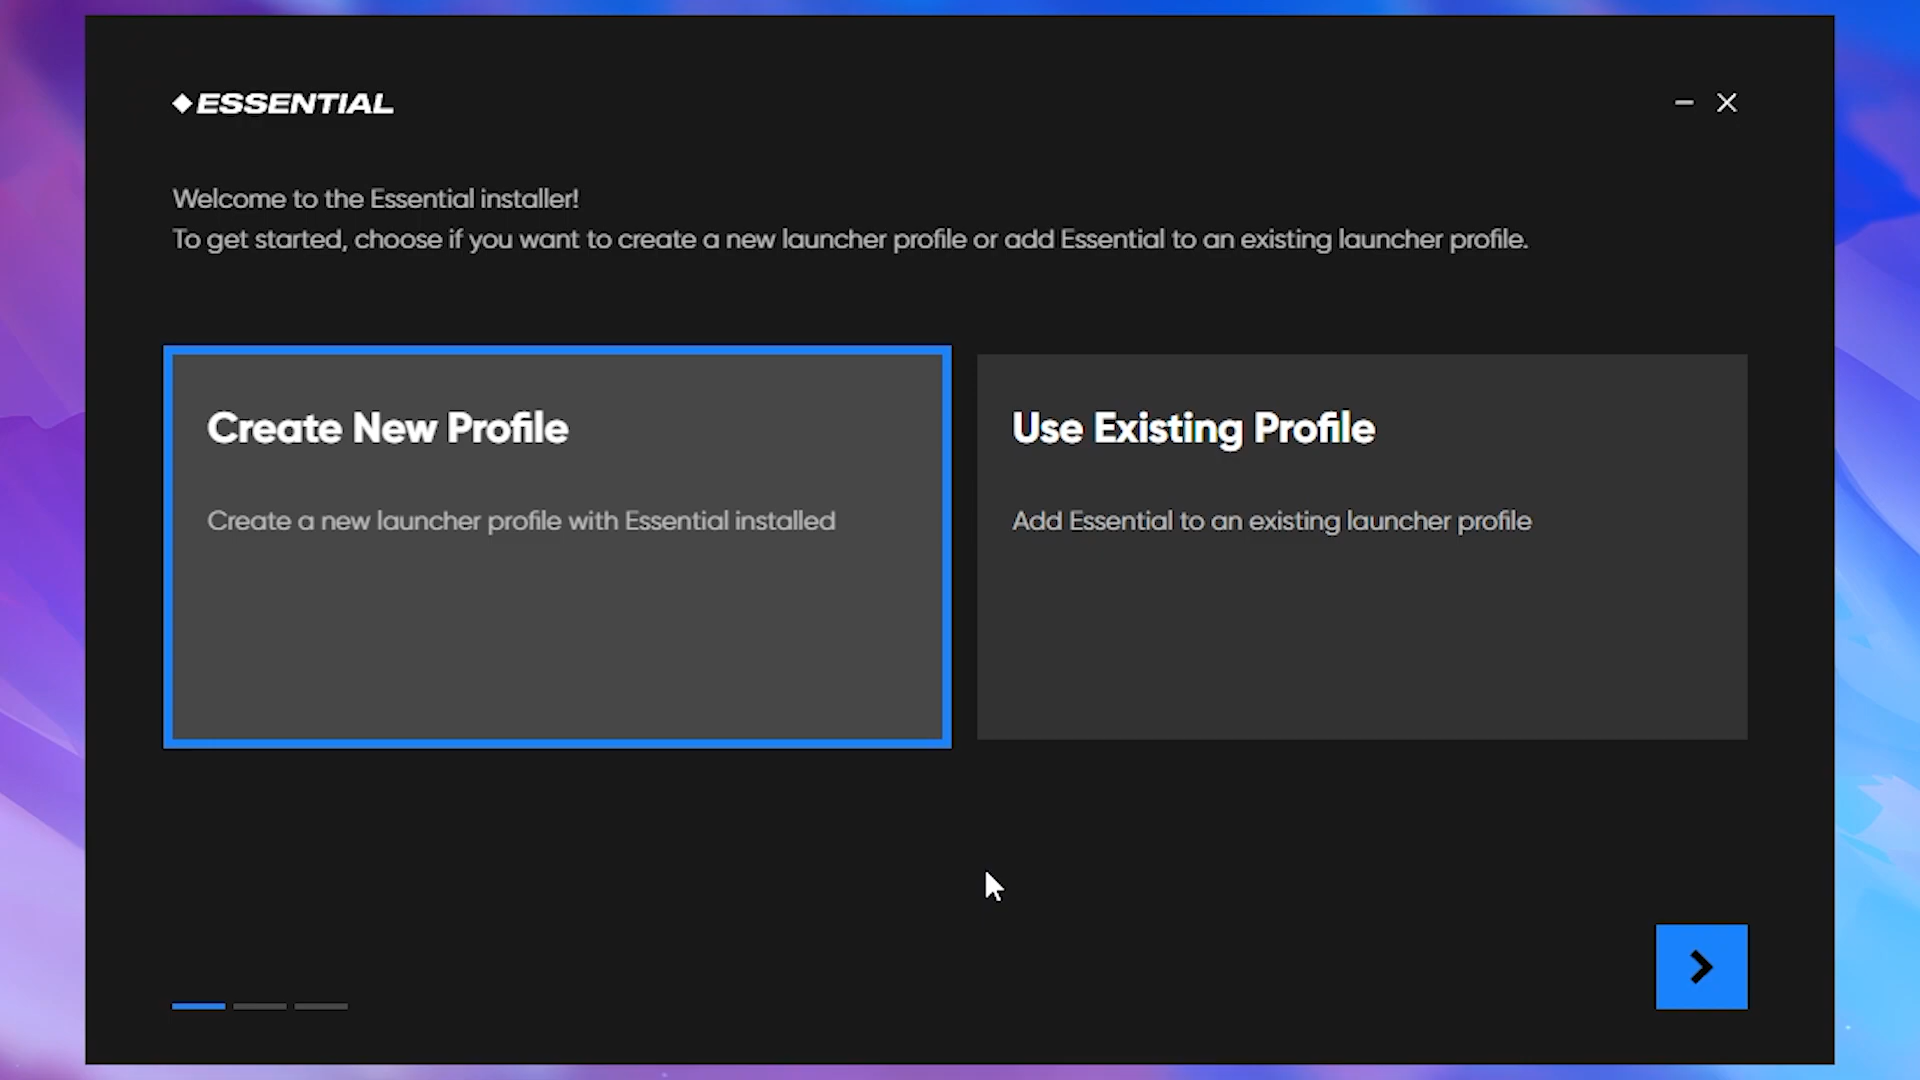 ESSENTIAL
Welcome to the Essential installer!
To get started, choose if you want to create a new launcher profile or add Essential to an existing launcher profile.
Create New Profile
Create a new launcher profile with Essential installed
Use Existing Profile
Add Essential to an existing launcher profile